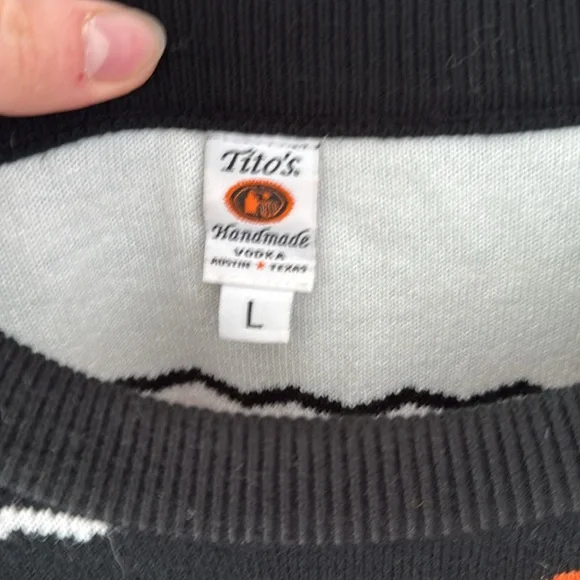 Tito's
Handmade
VODKA
AUSTIN ★ TEXAS
L